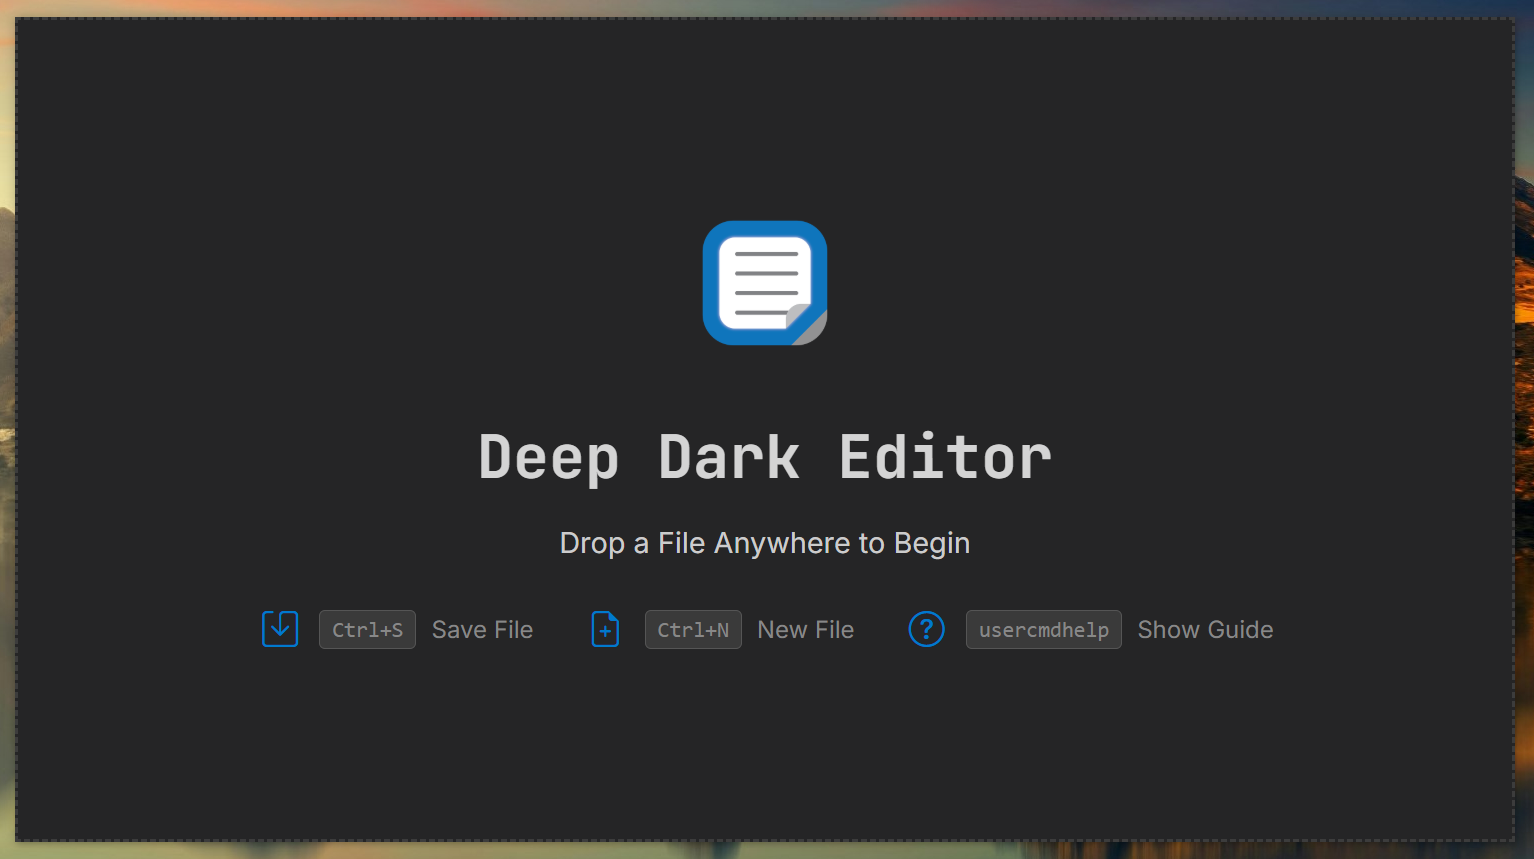 Deep Dark Editor
Drop a File Anywhere to Begin
Ctrl+S Save File Ctrl+N New File ? usercmdhelp Show Guide